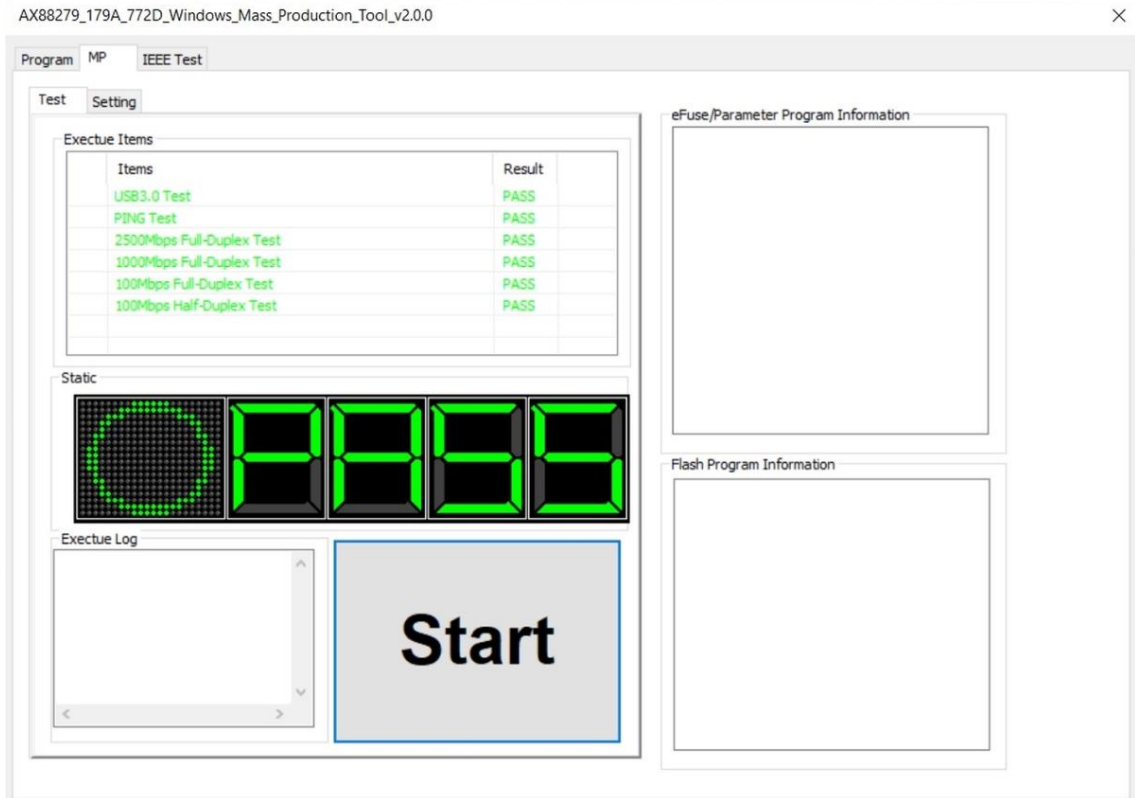 AX88279_179A_772D_Windows_Mass_Production_Tool_v2.0.0
Program MP IEEE Test
Test Setting
Exectue Items
Items Result
USB3.0 Test PASS
PING Test PASS
2500Mbps Full-Duplex Test PASS
1000Mbps Full-Duplex Test PASS
100Mbps Full-Duplex Test PASS
100Mbps Half-Duplex Test PASS
Static
PASS
Exectue Log
Start
eFuse/Parameter Program Information
Flash Program Information